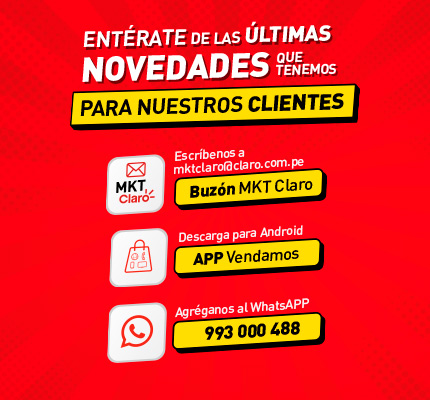 ENTÉRATE DE LAS ÚLTIMAS
NOVEDADES QUE TENEMOS
PARA NUESTROS CLIENTES
Escríbenos a
mktclaro@claro.com.pe
MKT
Claro
Buzón MKT Claro
Descarga para Android
APP Vendamos
Agréganos al WhatsAPP
993 000 488